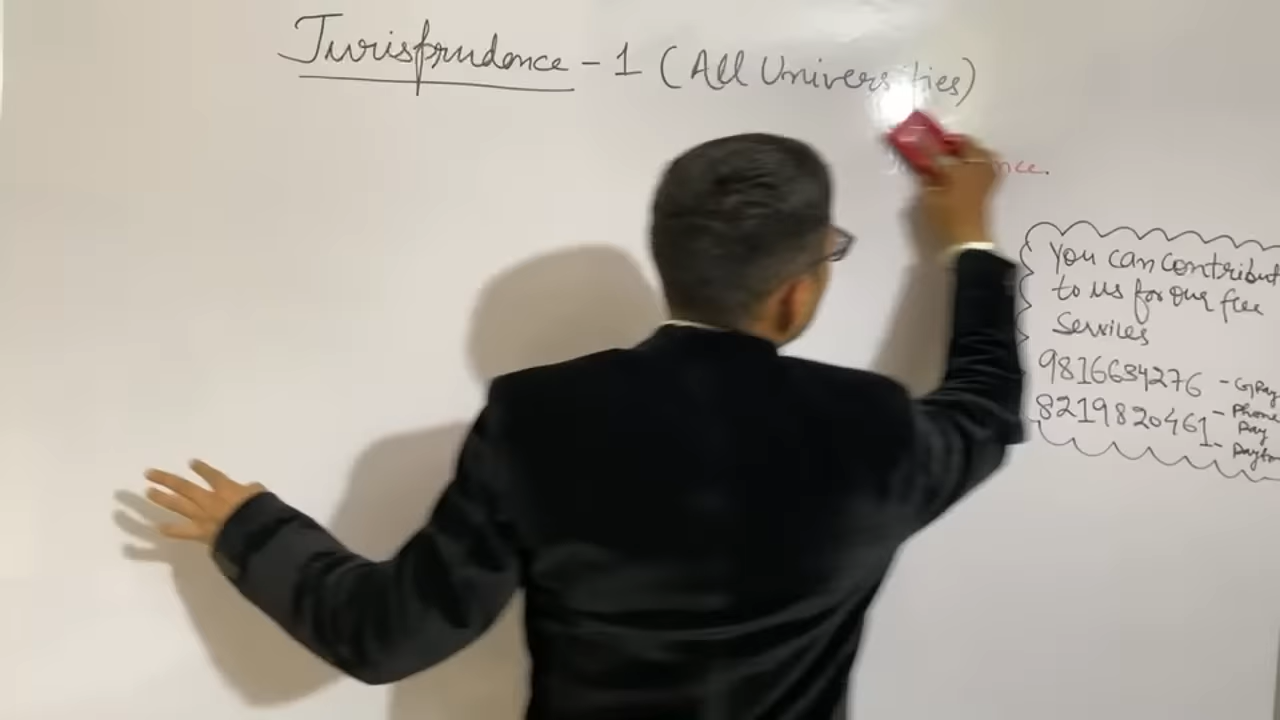 Jurisprudence - 1 (All Universities)
nce.
You can contribut
to us for our free
Services
9816634276 - GPay
8219820461 - Phone
Pay
- Paytm